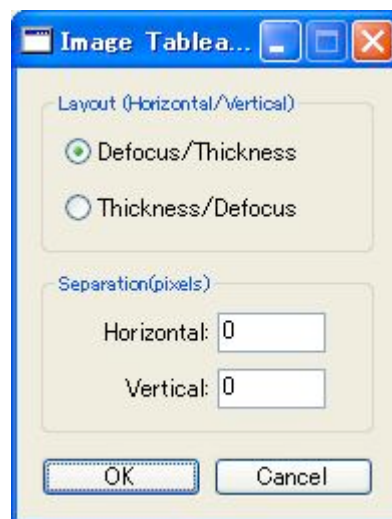 Image Tablea...
Layout (Horizontal/Vertical)
Defocus/Thickness
Thickness/Defocus
Separation(pixels)
Horizontal: 0
Vertical: 0
OK Cancel